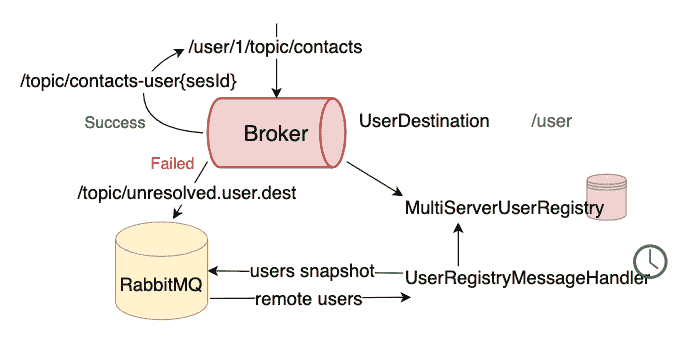 /user/1/topic/contacts
/topic/contacts-user{sesId}
Success
Broker
UserDestination
/user
Failed
/topic/unresolved.user.dest
MultiServerUserRegistry
RabbitMQ
users snapshot
UserRegistryMessageHandler
remote users